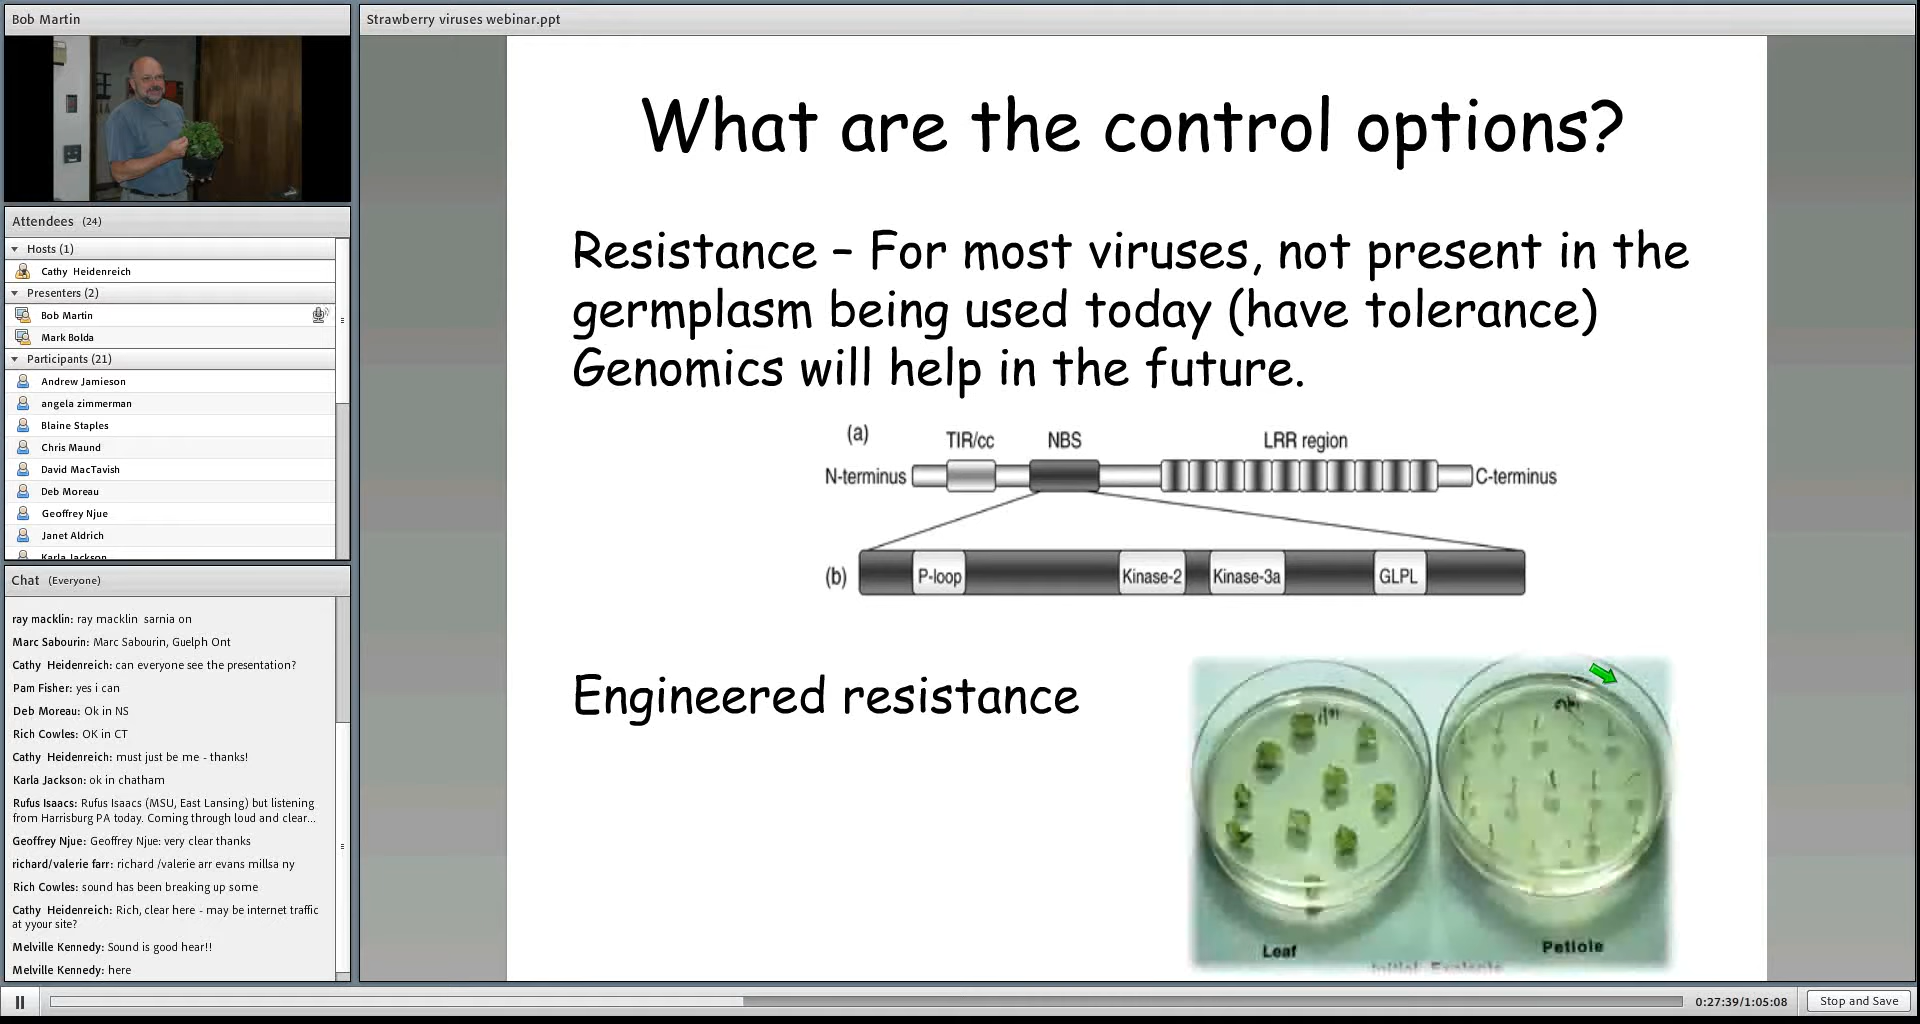 Bob Martin
Attendees (24)
Hosts (1)
Cathy Heidenreich
Presenters (2)
Bob Martin
Mark Bolda
Participants (21)
Andrew Jamieson
angela zimmerman
Blaine Staples
Chris Maund
David MacTavish
Deb Moreau
Geoffrey Njue
Janet Aldrich
Karla Jackson
Chat (Everyone)
ray macklin: ray macklin sarnia on
Marc Sabourin: Marc Sabourin, Guelph Ont
Cathy Heidenreich: can everyone see the presentation?
Pam Fisher: yes i can
Deb Moreau: Ok in NS
Rich Cowles: OK in CT
Cathy Heidenreich: must just be me - thanks!
Karla Jackson: ok in chatham
Rufus Isaacs: Rufus Isaacs (MSU, East Lansing) but listening
from Harrisburg PA today. Coming through loud and clear...
Geoffrey Njue: Geoffrey Njue: very clear thanks
richard/valerie farr: richard /valerie arr evans millsa ny
Rich Cowles: sound has been breaking up some
Cathy Heidenreich: Rich, clear here - may be internet traffic
at yyour site?
Melville Kennedy: Sound is good hear!!
Melville Kennedy: here
Strawberry viruses webinar.ppt
What are the control options?
Resistance – For most viruses, not present in the
germplasm being used today (have tolerance)
Genomics will help in the future.
(a) TIR/cc NBS LRR region
N-terminus C-terminus
(b) P-loop Kinase-2 Kinase-3a GLPL
Engineered resistance
Leaf Petiole
Initial Explants
0:27:39/1:05:08
Stop and Save